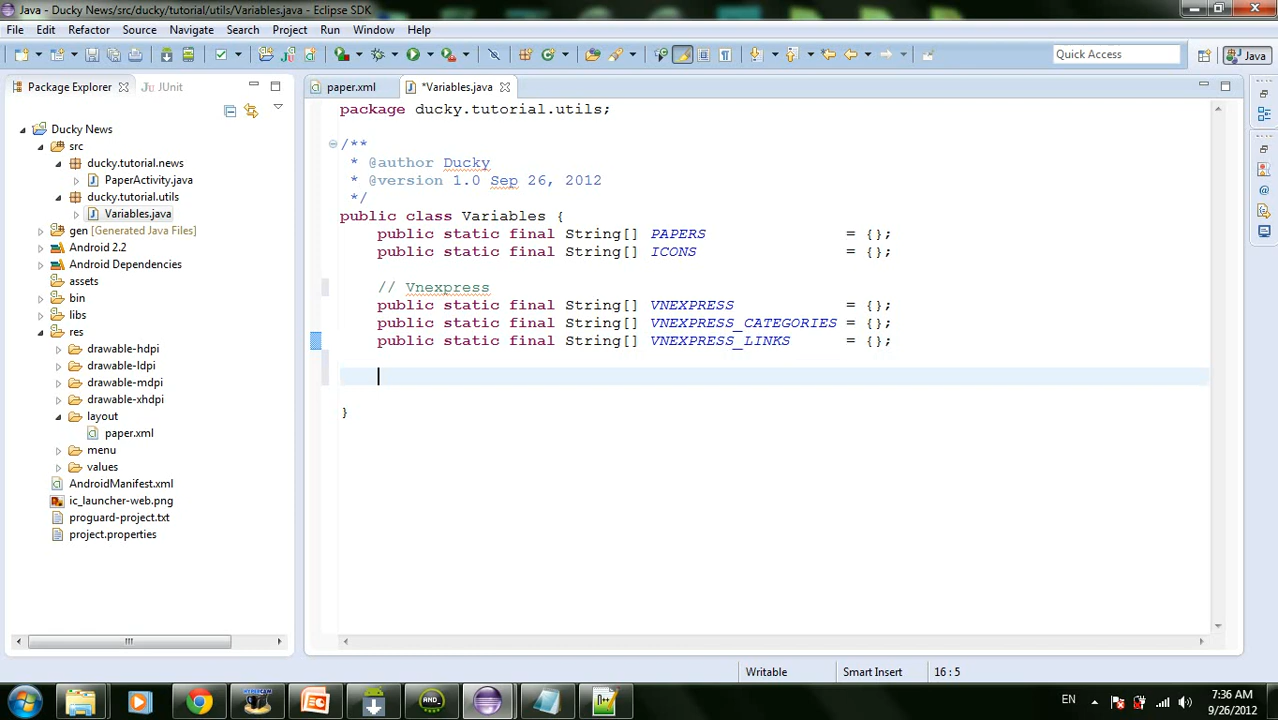 Java - Ducky News/src/ducky/tutorial/utils/Variables.java - Eclipse SDK
File Edit Refactor Source Navigate Search Project Run Window Help
Quick Access
Java
Package Explorer
JUnit
Ducky News
src
ducky.tutorial.news
PaperActivity.java
ducky.tutorial.utils
Variables.java
gen [Generated Java Files]
Android 2.2
Android Dependencies
assets
bin
libs
res
drawable-hdpi
drawable-ldpi
drawable-mdpi
drawable-xhdpi
layout
paper.xml
menu
values
AndroidManifest.xml
ic_launcher-web.png
proguard-project.txt
project.properties
paper.xml
*Variables.java
package ducky.tutorial.utils;
/**
* @author Ducky
* @version 1.0 Sep 26, 2012
*/
public class Variables {
public static final String[] PAPERS = {};
public static final String[] ICONS = {};
// Vnexpress
public static final String[] VNEXPRESS = {};
public static final String[] VNEXPRESS_CATEGORIES = {};
public static final String[] VNEXPRESS_LINKS = {};
}
Writable
Smart Insert
16 : 5
EN
7:36 AM
9/26/2012